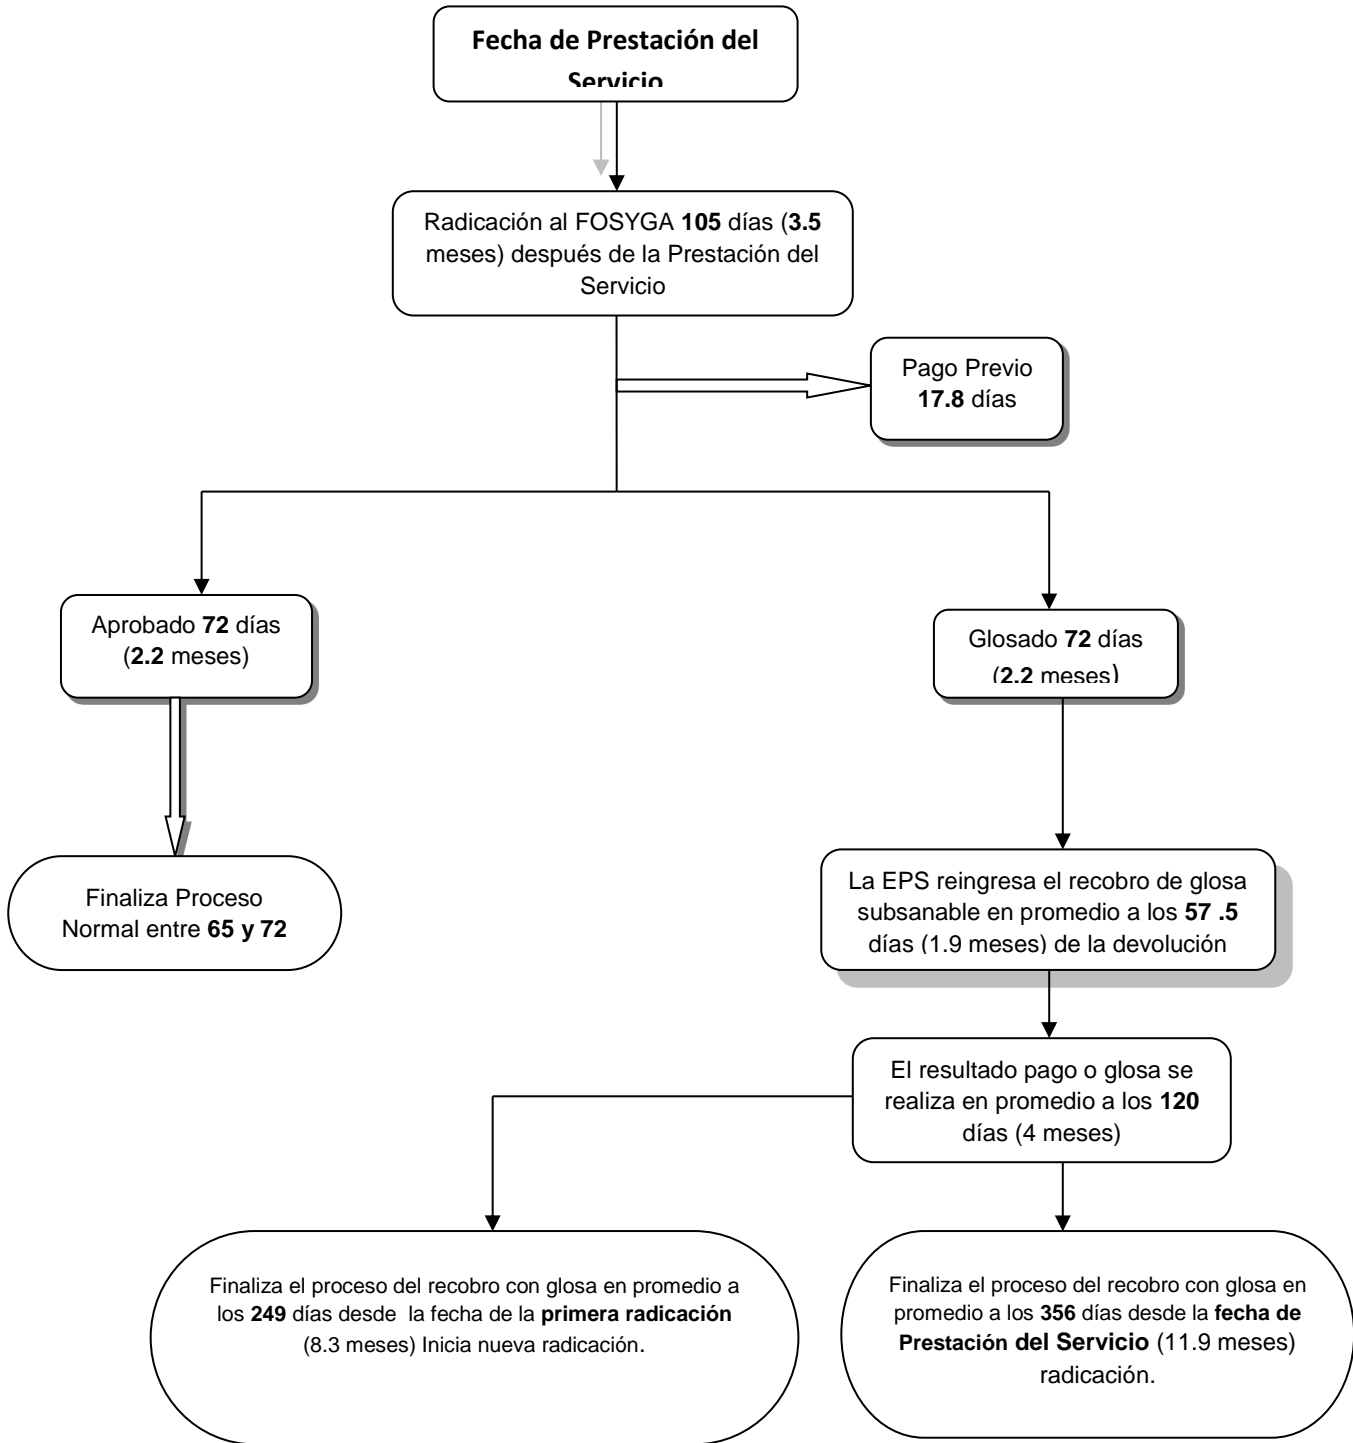 Fecha de Prestación del
Servicio
Radicación al FOSYGA 105 días (3.5
meses) después de la Prestación del
Servicio
Pago Previo
17.8 días
Aprobado 72 días
(2.2 meses)
Glosado 72 días
(2.2 meses)
Finaliza Proceso
Normal entre 65 y 72
La EPS reingresa el recobro de glosa
subsanable en promedio a los 57 .5
días (1.9 meses) de la devolución
El resultado pago o glosa se
realiza en promedio a los 120
días (4 meses)
Finaliza el proceso del recobro con glosa en promedio a
los 249 días desde  la fecha de la primera radicación
(8.3 meses) Inicia nueva radicación.
Finaliza el proceso del recobro con glosa en
promedio a los 356 días desde la fecha de
Prestación del Servicio (11.9 meses)
radicación.